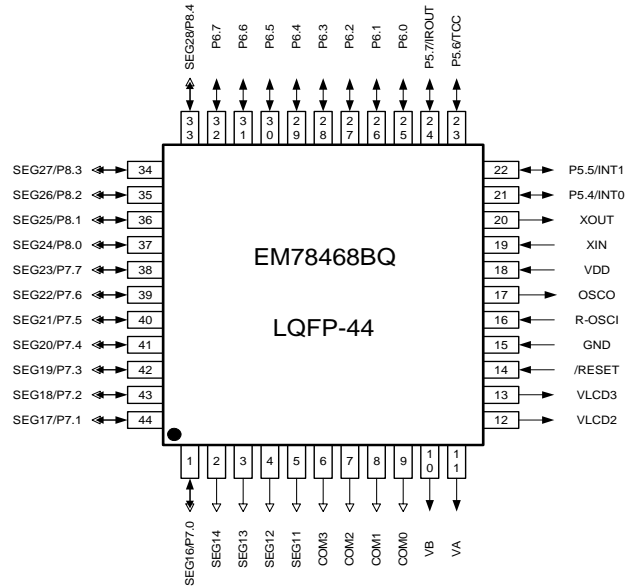 SEG28/P8.4
P6.7
P6.6
P6.5
P6.4
P6.3
P6.2
P6.1
P6.0
P5.7/IROUT
P5.6/TCC
33
32
31
30
29
28
27
26
25
24
23
SEG27/P8.3 34
SEG26/P8.2 35
SEG25/P8.1 36
SEG24/P8.0 37
SEG23/P7.7 38
SEG22/P7.6 39
SEG21/P7.5 40
SEG20/P7.4 41
SEG19/P7.3 42
SEG18/P7.2 43
SEG17/P7.1 44
EM78468BQ
LQFP-44
22 P5.5/INT1
21 P5.4/INT0
20 XOUT
19 XIN
18 VDD
17 OSCO
16 R-OSCI
15 GND
14 /RESET
13 VLCD3
12 VLCD2
1
2
3
4
5
6
7
8
9
10
11
SEG16/P7.0
SEG14
SEG13
SEG12
SEG11
COM3
COM2
COM1
COM0
VB
VA